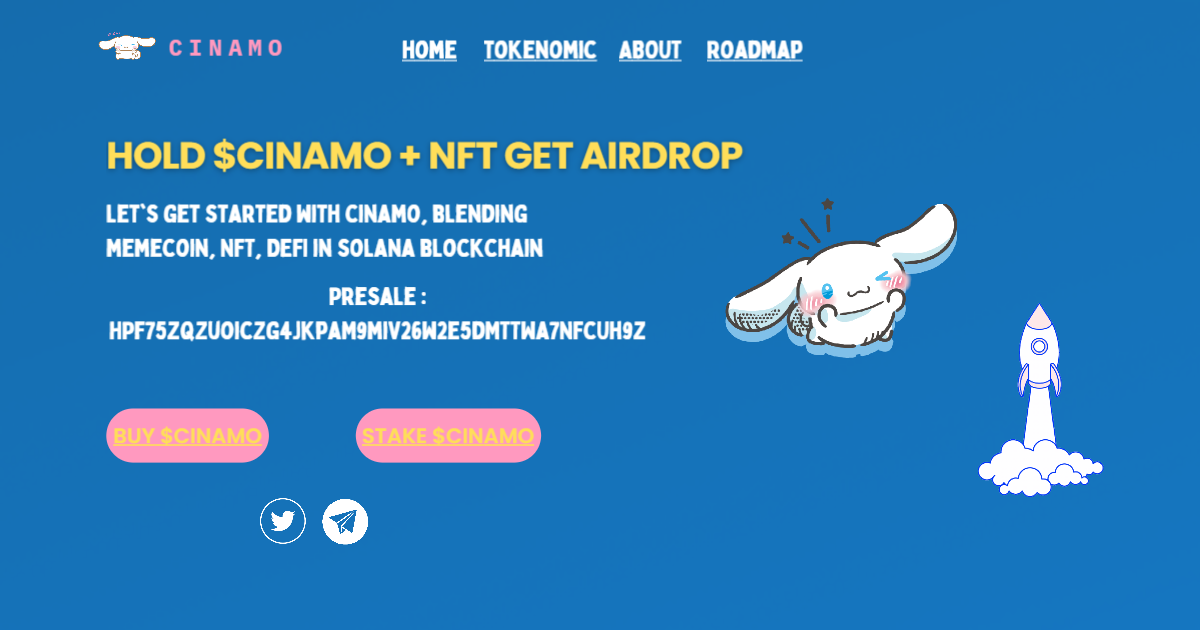 CINAMO
HOME TOKENOMIC ABOUT ROADMAP
HOLD $CINAMO + NFT GET AIRDROP
LET`S GET STARTED WITH CINAMO, BLENDING
MEMECOIN, NFT, DEFI IN SOLANA BLOCKCHAIN
PRESALE :
HPF75ZQZUOICZG4JKPAM9MIV26W2E5DMTTWA7NFCUH9Z
BUY $CINAMO STAKE $CINAMO